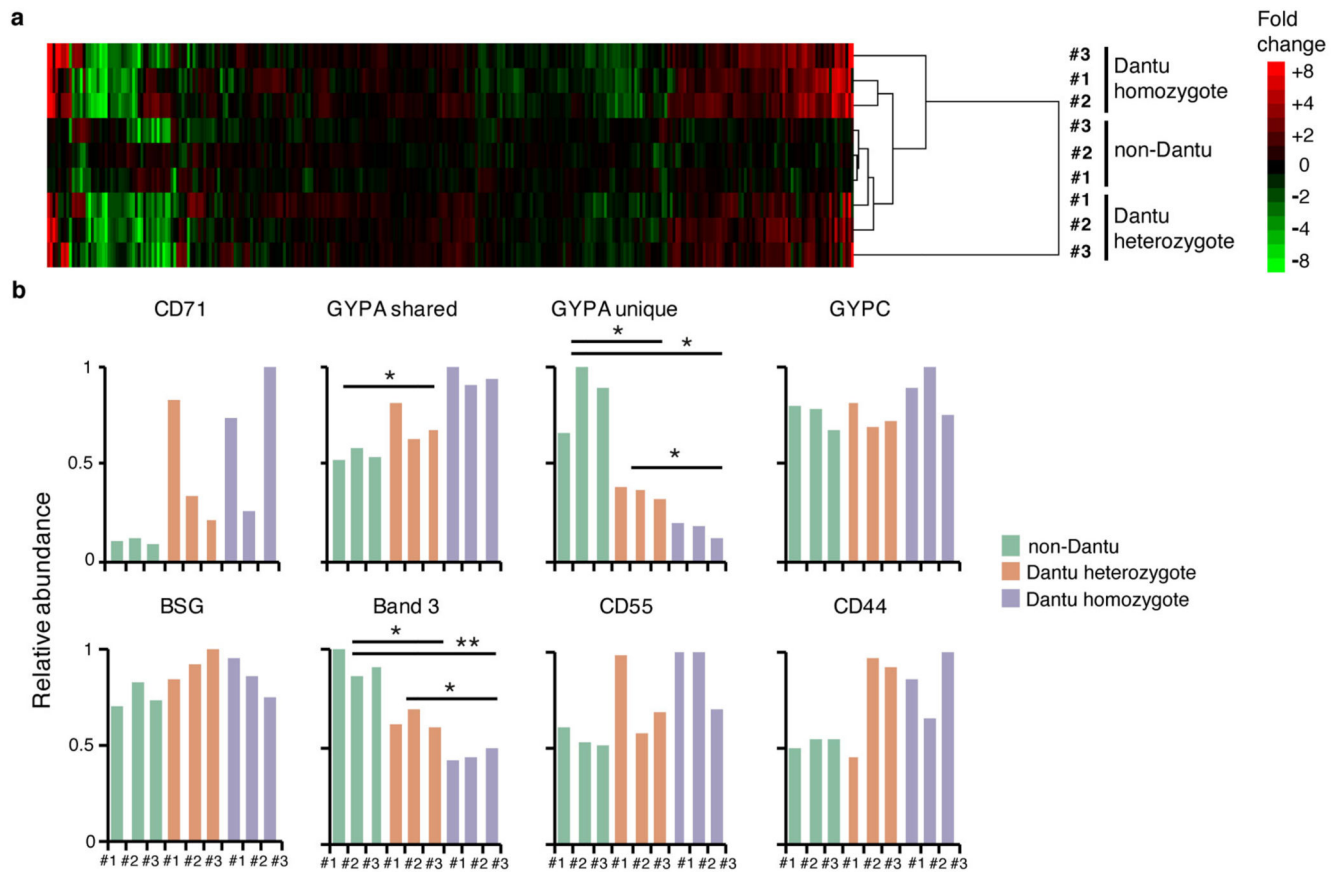 a
Fold
change
#3
#1
#2
Dantu
homozygote
#3
#2
#1
non-Dantu
#1
#2
#3
Dantu
heterozygote
+8
+4
+2
0
-2
-4
-8
b
CD71
GYPA shared
GYPA unique
GYPC
1
0.5
0
*
*
*
*
Relative abundance
non-Dantu
Dantu heterozygote
Dantu homozygote
BSG
Band 3
CD55
CD44
1
0.5
0
*
**
*
#1 #2 #3 #1 #2 #3 #1 #2 #3
#1 #2 #3 #1 #2 #3 #1 #2 #3
#1 #2 #3 #1 #2 #3 #1 #2 #3
#1 #2 #3 #1 #2 #3 #1 #2 #3